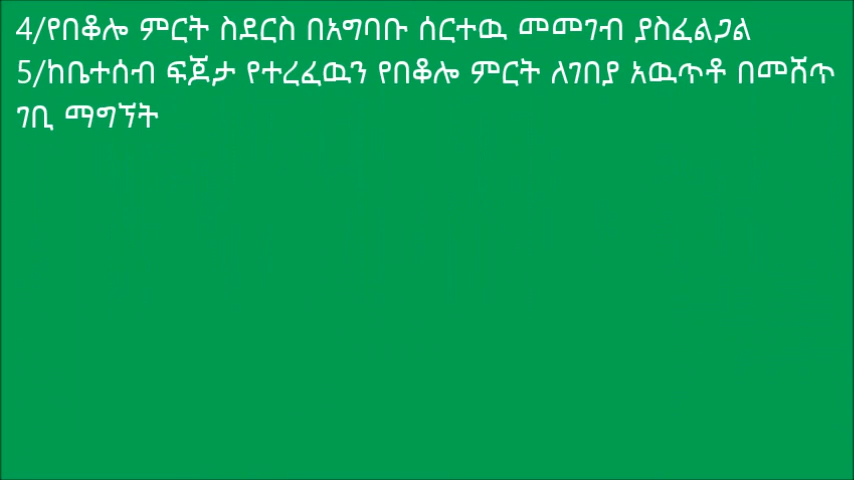 4/የበቆሎ ምርት ስደርስ በአግባቡ ሰርተዉ መመገብ ያስፈልጋል
5/ከቤተሰብ ፍጆታ የተረፈዉን የበቆሎ ምርት ለገበያ አዉጥቶ በመሸጥ
ገቢ ማግኘት